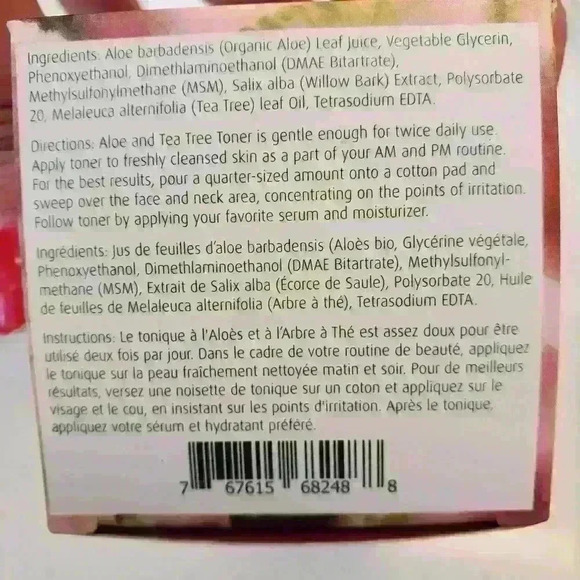 Ingredients: Aloe barbadensis (Organic Aloe) Leaf Juice, Vegetable Glycerin,
Phenoxyethanol, Dimethlaminoethanol (DMAE Bitartrate),
Methylsulfonylmethane (MSM), Salix alba (Willow Bark) Extract, Polysorbate
20, Melaleuca alternifolia (Tea Tree) leaf Oil, Tetrasodium EDTA.
Directions: Aloe and Tea Tree Toner is gentle enough for twice daily use.
Apply toner to freshly cleansed skin as a part of your AM and PM routine.
For the best results, pour a quarter-sized amount onto a cotton pad and
sweep over the face and neck area, concentrating on the points of irritation.
Follow toner by applying your favorite serum and moisturizer.
Ingrédients: Jus de feuilles d'aloe barbadensis (Aloès bio, Glycérine végétale,
Phenoxyethanol, Dimethlaminoethanol (DMAE Bitartrate), Methylsulfonyl-
methane (MSM), Extrait de Salix alba (Écorce de Saule), Polysorbate 20, Huile
de feuilles de Melaleuca alternifolia (Arbre à thé), Tetrasodium EDTA.
Instructions: Le tonique à l'Aloès et à l'Arbre à Thé est assez doux pour être
utilisé deux fois par jour. Dans le cadre de votre routine de beauté, appliquez
le tonique sur la peau fraîchement nettoyée matin et soir. Pour de meilleurs
résultats, versez une noisette de tonique sur un coton et appliquez sur le
visage et le cou, en insistant sur les points d'irritation. Après le tonique,
appliquez votre sérum et hydratant préféré.
7 67615 68248 8